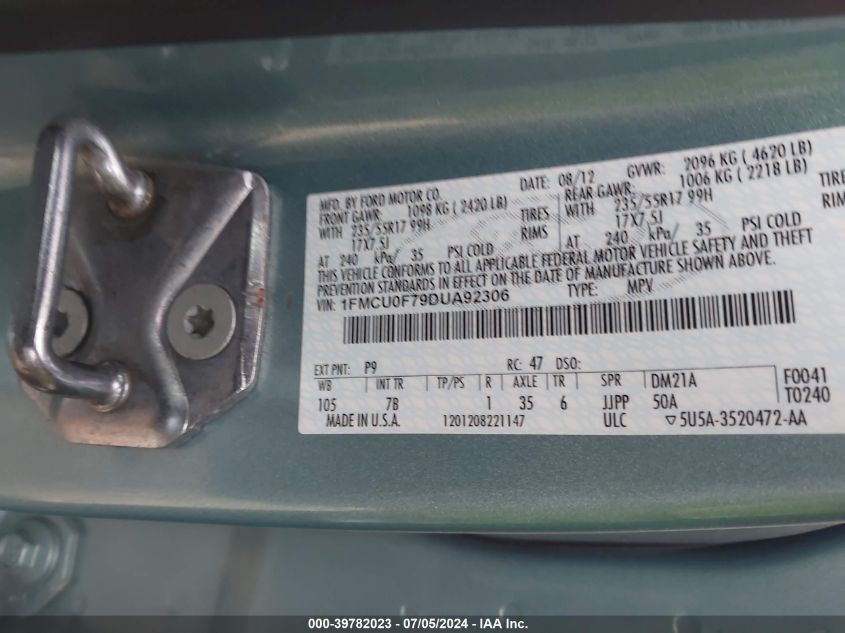 MFD. BY FORD MOTOR CO.
DATE: 08/12 GVWR: 2096 KG ( 4620 LB)
FRONT GAWR: 1098 KG ( 2420 LB) REAR GAWR: 1006 KG ( 2218 LB)
WITH 235/55R17 99H TIRES WITH 235/55R17 99H TIRE
17X7.5J RIMS 17X7.5J RIM
AT 240 kPa/ 35 PSI COLD AT 240 kPa/ 35 PSI COLD
THIS VEHICLE CONFORMS TO ALL APPLICABLE FEDERAL MOTOR VEHICLE SAFETY AND THEFT
PREVENTION STANDARDS IN EFFECT ON THE DATE OF MANUFACTURE SHOWN ABOVE.
VIN: 1FMCU0F79DUA92306 TYPE: MPV
EXT PNT: P9 RC: 47 DSO:
WB INT TR TP/PS R AXLE TR SPR DM21A F0041
105 7B 1 35 6 JJPP 50A T0240
MADE IN U.S.A. 1201208221147 ULC ▽5U5A-3520472-AA
000-39782023 - 07/05/2024 - IAA Inc.